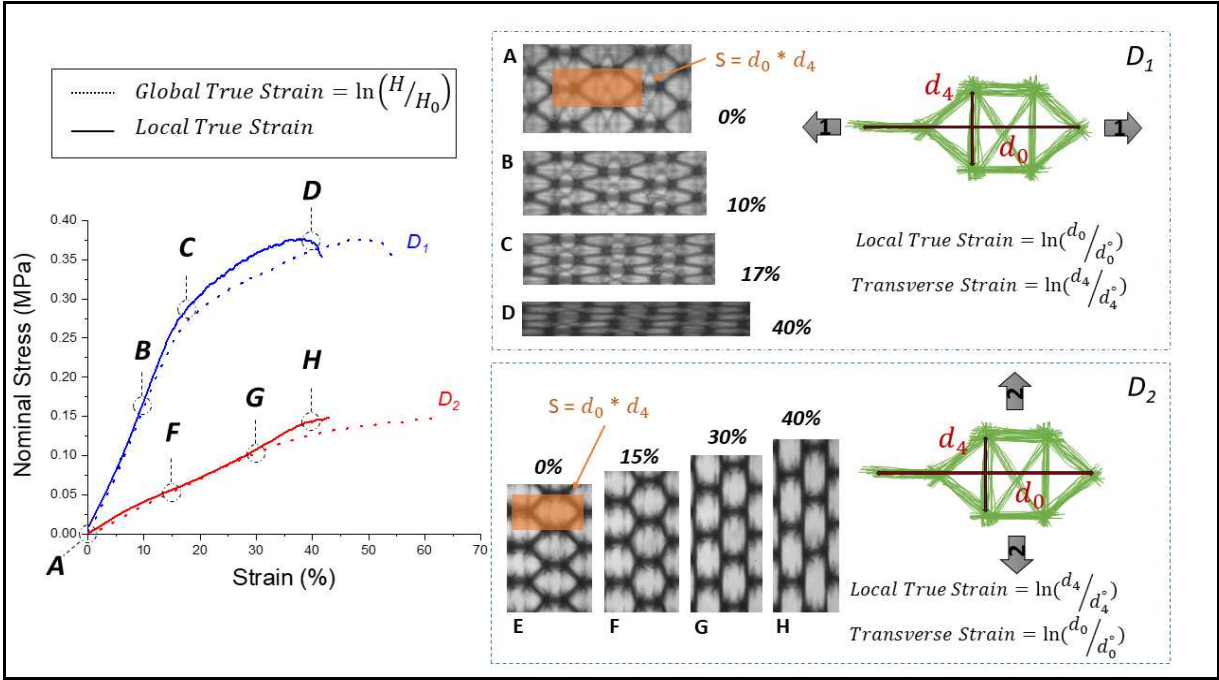 Global True Strain = ln(H/H₀)
Local True Strain
Nominal Stress (MPa)
0.40
0.35
0.30
0.25
0.20
0.15
0.10
0.05
0.00
0
10
20
30
40
50
60
70
Strain (%)
A
B
C
D
F
G
H
D₁
D₂
A
S = d₀ * d₄
0%
B
10%
C
17%
D
40%
D₁
1
1
d₄
d₀
Local True Strain = ln(d₀/d₀°)
Transverse Strain = ln(d₄/d₄°)
S = d₀ * d₄
0%
15%
30%
40%
E
F
G
H
D₂
2
2
d₄
d₀
Local True Strain = ln(d₄/d₄°)
Transverse Strain = ln(d₀/d₀°)